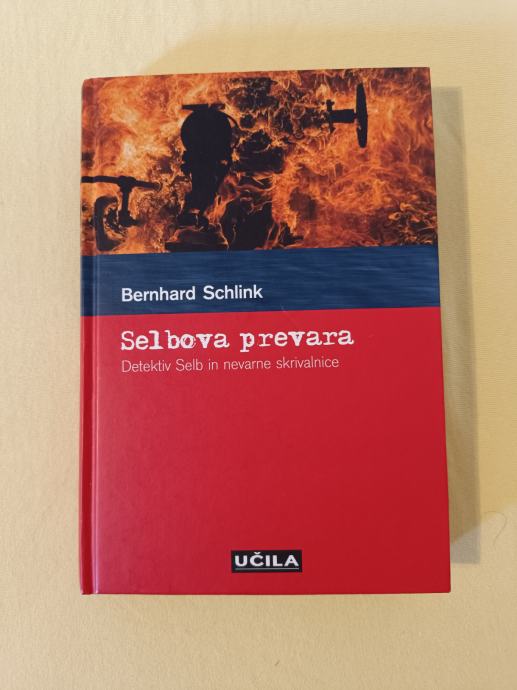 Bernhard Schlink
Selbova prevara
Detektiv Selb in nevarne skrivalnice
UČILA